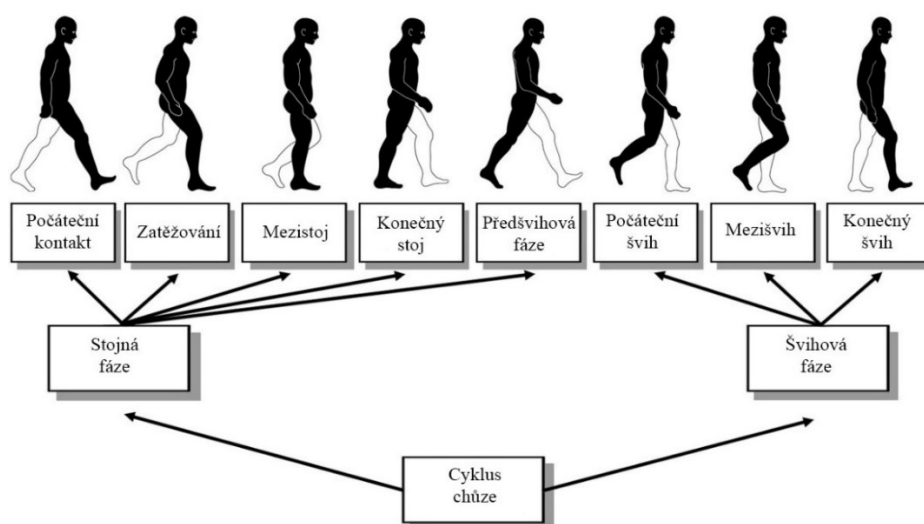 Počáteční
kontakt
Zatěžování
Mezistoj
Konečný
stoj
Předšvihová
fáze
Počáteční
švih
Mezišvih
Konečný
švih
Stojná
fáze
Švihová
fáze
Cyklus
chůze